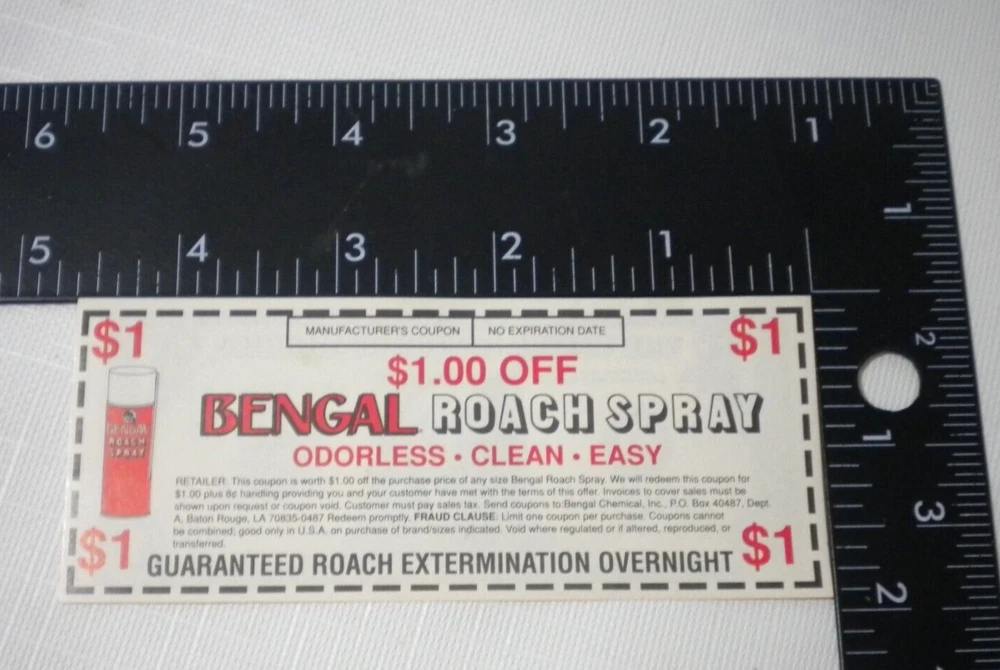 6 5 4 3 2 1
5 4 3 2 1
1
2
1
3
2
$1 MANUFACTURER'S COUPON NO EXPIRATION DATE $1
$1.00 OFF
BENGAL ROACH SPRAY
ODORLESS • CLEAN • EASY
BENGAL
ROACH
SPRAY
RETAILER: This coupon is worth $1.00 off the purchase price of any size Bengal Roach Spray. We will redeem this coupon for
$1.00 plus 8¢ handling providing you and your customer have met with the terms of this offer. Invoices to cover sales must be
shown upon request or coupon void. Customer must pay sales tax. Send coupons to: Bengal Chemical, Inc., P.O. Box 40487, Dept.
A, Baton Rouge, LA 70835-0487 Redeem promptly. FRAUD CLAUSE: Limit one coupon per purchase. Coupons cannot
be combined; good only in U.S.A. on purchase of brand/sizes indicated. Void where regulated or if altered, reproduced, or
transferred.
$1 GUARANTEED ROACH EXTERMINATION OVERNIGHT $1